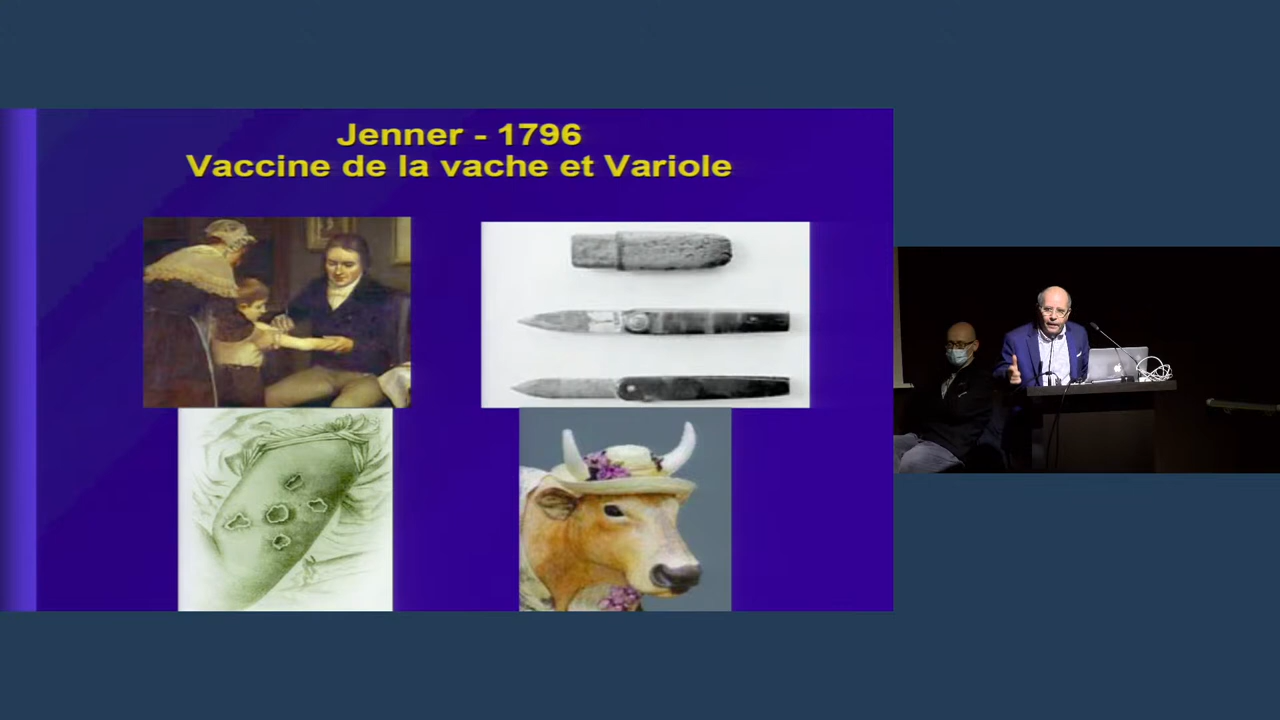 Jenner - 1796
Vaccine de la vache et Variole